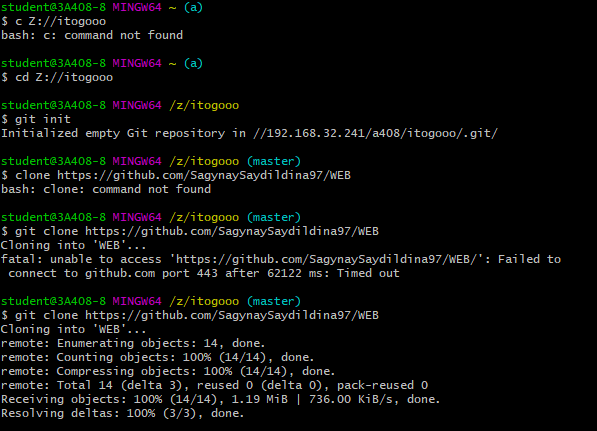 student@3A408-8 MINGW64 ~ (a)
$ c Z://itogooo
bash: c: command not found
student@3A408-8 MINGW64 ~ (a)
$ cd Z://itogooo
student@3A408-8 MINGW64 /z/itogooo
$ git init
Initialized empty Git repository in //192.168.32.241/a408/itogooo/.git/
student@3A408-8 MINGW64 /z/itogooo (master)
$ clone https://github.com/SagynaySaydildina97/WEB
bash: clone: command not found
student@3A408-8 MINGW64 /z/itogooo (master)
$ git clone https://github.com/SagynaySaydildina97/WEB
Cloning into 'WEB'...
fatal: unable to access 'https://github.com/SagynaySaydildina97/WEB/': Failed to
connect to github.com port 443 after 62122 ms: Timed out
student@3A408-8 MINGW64 /z/itogooo (master)
$ git clone https://github.com/SagynaySaydildina97/WEB
Cloning into 'WEB'...
remote: Enumerating objects: 14, done.
remote: Counting objects: 100% (14/14), done.
remote: Compressing objects: 100% (14/14), done.
remote: Total 14 (delta 3), reused 0 (delta 0), pack-reused 0
Receiving objects: 100% (14/14), 1.19 MiB | 736.00 KiB/s, done.
Resolving deltas: 100% (3/3), done.